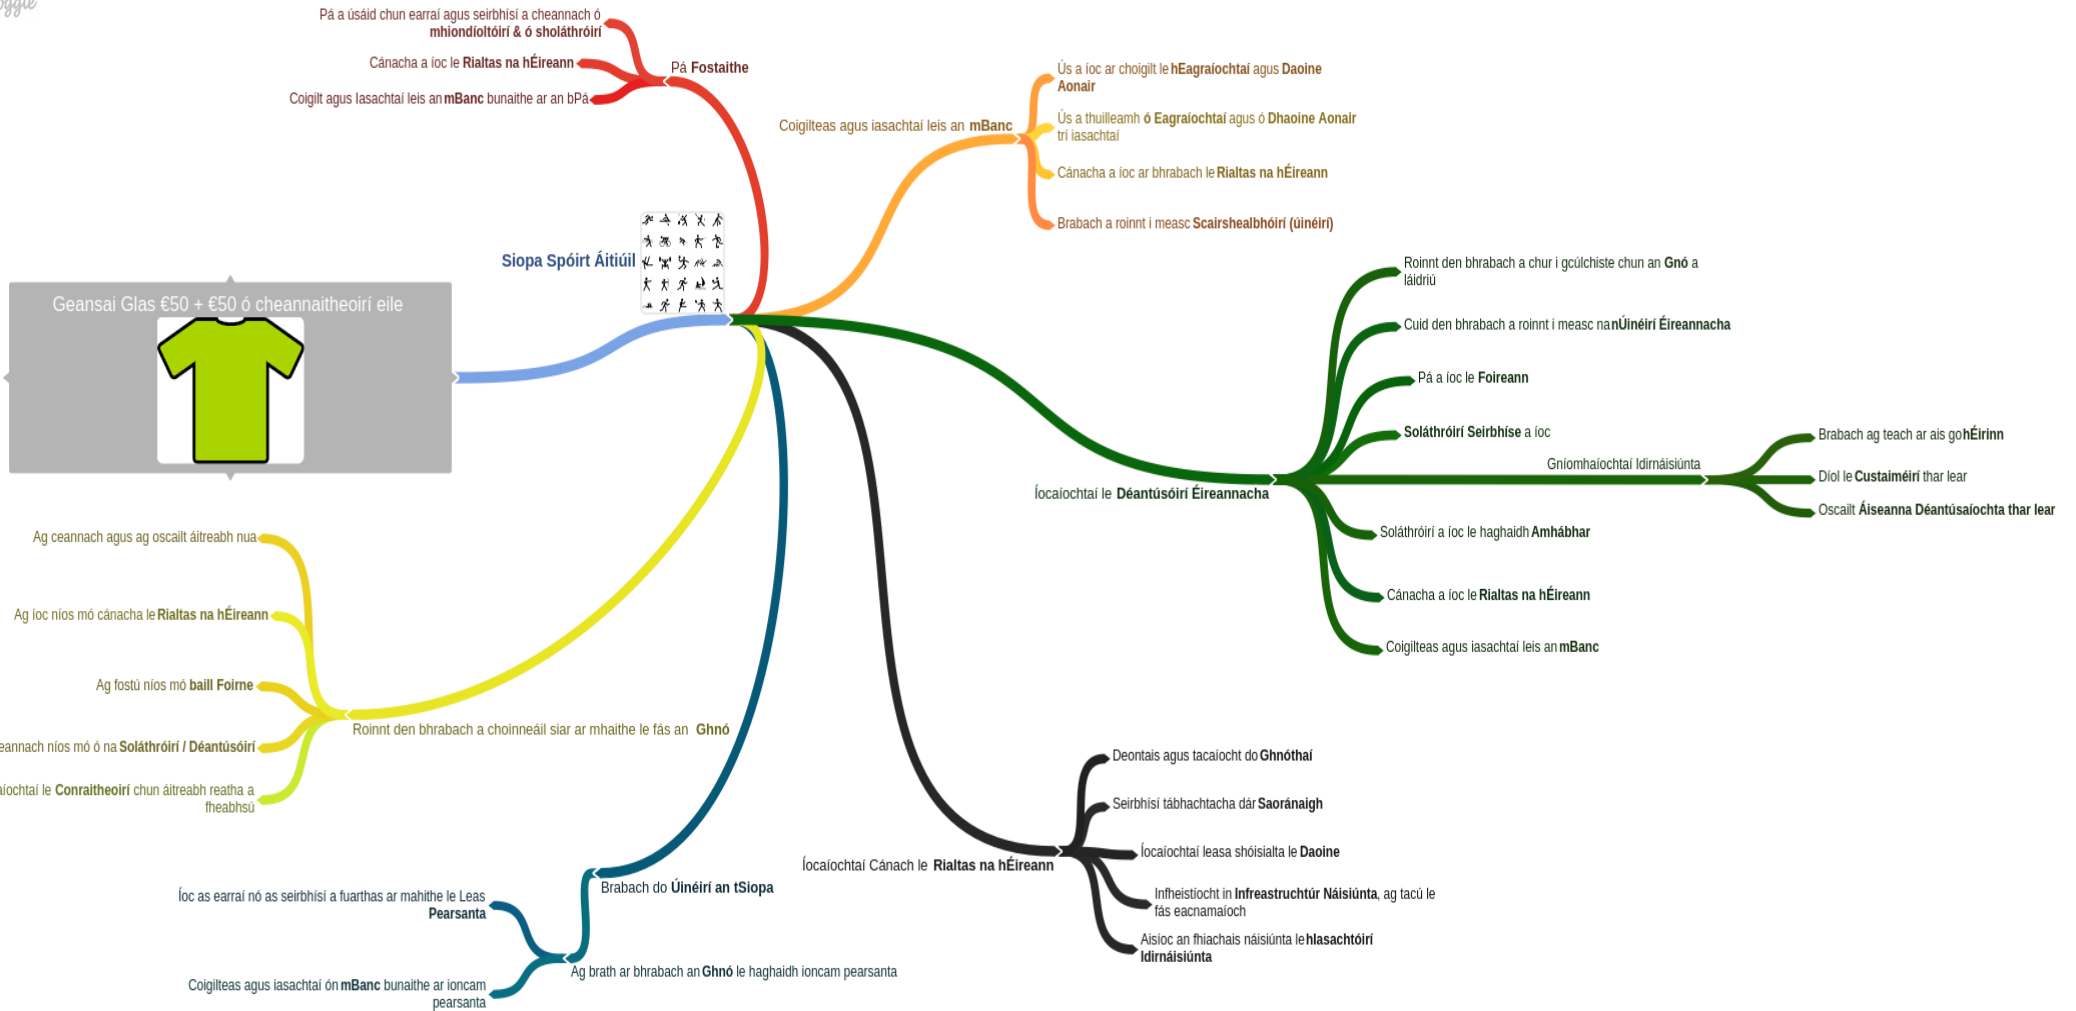 Pá a úsáid chun earraí agus seirbhísí a cheannach ó
mhiondíoltóirí & ó sholáthróirí
Cánacha a íoc le Rialtas na hÉireann
Coigilt agus Iasachtaí leis an mBanc bunaithe ar an bPá
Pá Fostaithe
Coigilteas agus iasachtaí leis an mBanc
Ús a íoc ar choigilt le hEagraíochtaí agus Daoine
Aonair
Ús a thuilleamh ó Eagraíochtaí agus ó Dhaoine Aonair
trí iasachtaí
Cánacha a íoc ar bhrabach le Rialtas na hÉireann
Brabach a roinnt i measc Scairshealbhóirí (úinéirí)
Siopa Spóirt Áitiúil
Geansai Glas €50 + €50 ó cheannaitheoirí eile
Íocaíochtaí le Déantúsóirí Éireannacha
Roinnt den bhrabach a chur i gcúlchiste chun an Gnó a
láidriú
Cuid den bhrabach a roinnt i measc na nÚinéirí Éireannacha
Pá a íoc le Foireann
Soláthróirí Seirbhíse a íoc
Gníomhaíochtaí Idirnáisiúnta
Brabach ag teach ar ais go hÉirinn
Díol le Custaiméirí thar lear
Oscailt Áiseanna Déantúsaíochta thar lear
Soláthróirí a íoc le haghaidh Amhábhar
Cánacha a íoc le Rialtas na hÉireann
Coigilteas agus iasachtaí leis an mBanc
Ag ceannach agus ag oscailt áitreabh nua
Ag íoc níos mó cánacha le Rialtas na hÉireann
Ag fostú níos mó baill Foirne
eannach níos mó ó na Soláthróirí / Déantúsóirí
aíochtaí le Conraitheoirí chun áitreabh reatha a
fheabhsú
Roinnt den bhrabach a choinneáil siar ar mhaithe le fás an Ghnó
Íocaíochtaí Cánach le Rialtas na hÉireann
Deontais agus tacaíocht do Ghnóthaí
Seirbhísí tábhachtacha dár Saoránaigh
Íocaíochtaí leasa shóisialta le Daoine
Infheistíocht in Infreastruchtúr Náisiúnta, ag tacú le
fás eacnamaíoch
Aisíoc an fhiachais náisiúnta le hIasachtóirí
Idirnáisiúnta
Brabach do Úinéirí an tSiopa
Íoc as earraí nó as seirbhísí a fuarthas ar mahithe le Leas
Pearsanta
Ag brath ar bhrabach an Ghnó le haghaidh ioncam pearsanta
Coigilteas agus iasachtaí ón mBanc bunaithe ar ioncam
pearsanta